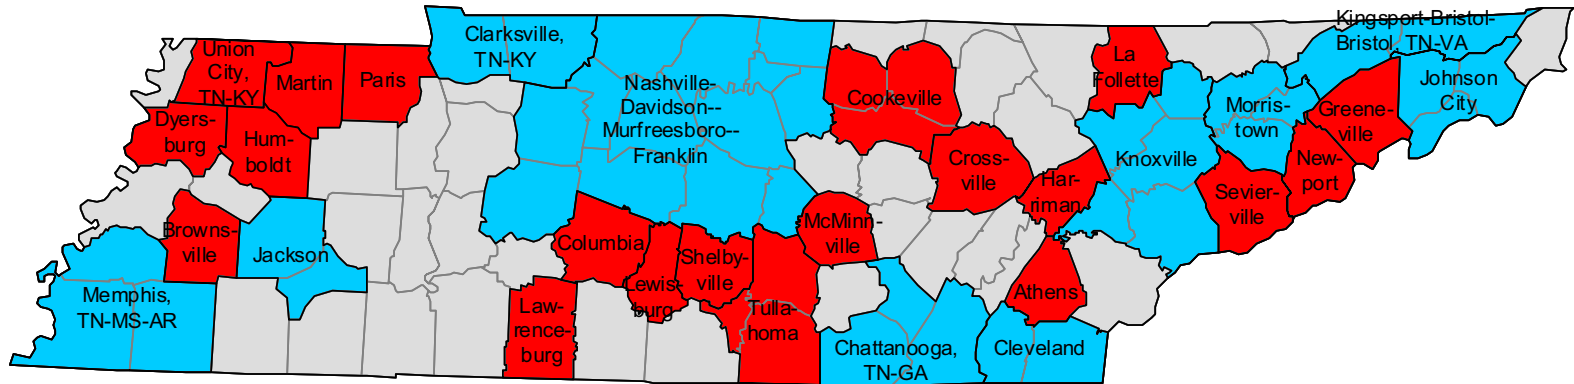 Union
City,
TN-KY
Martin
Paris
Clarksville,
TN-KY
Nashville-
Davidson--
Murfreesboro--
Franklin
Cookeville
La
Follette
Kingsport-Bristol-
Bristol, TN-VA
Johnson
City
Morris-
town
Greene-
ville
Dyers-
burg
Hum-
boldt
Cross-
ville
Knoxville
Har-
riman
New-
port
Sevier-
ville
Browns-
ville
Jackson
Columbia
Shelby-
ville
McMinn-
ville
Lewis-
burg
Athens
Memphis,
TN-MS-AR
Law-
rence-
burg
Tulla-
homa
Chattanooga,
TN-GA
Cleveland